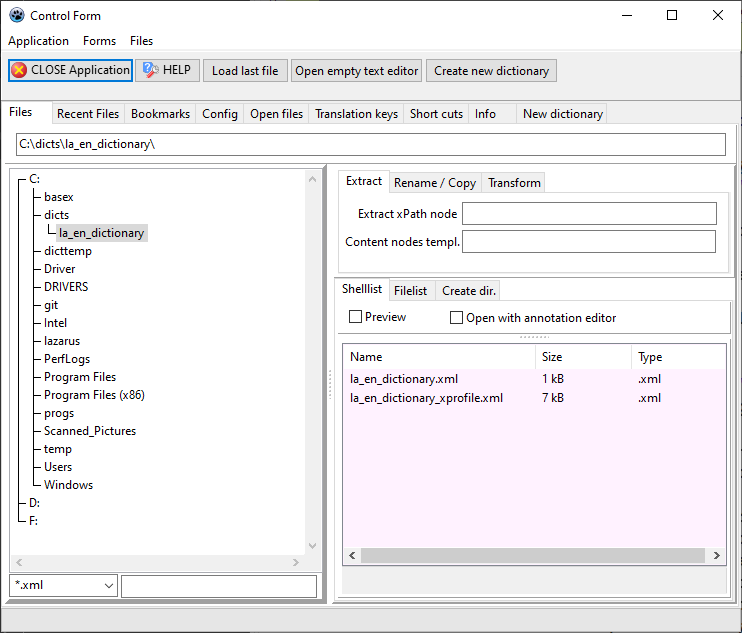 Control Form
Application Forms Files
CLOSE Application HELP Load last file Open empty text editor Create new dictionary
Files Recent Files Bookmarks Config Open files Translation keys Short cuts Info New dictionary
C:\dicts\la_en_dictionary\
C:
basex
dicts
la_en_dictionary
dicttemp
Driver
DRIVERS
git
Intel
lazarus
PerfLogs
Program Files
Program Files (x86)
progs
Scanned_Pictures
temp
Users
Windows
D:
F:
*.xml
Extract Rename / Copy Transform
Extract xPath node
Content nodes templ.
Shelllist Filelist Create dir.
Preview Open with annotation editor
Name Size Type
la_en_dictionary.xml 1 kB .xml
la_en_dictionary_xprofile.xml 7 kB .xml